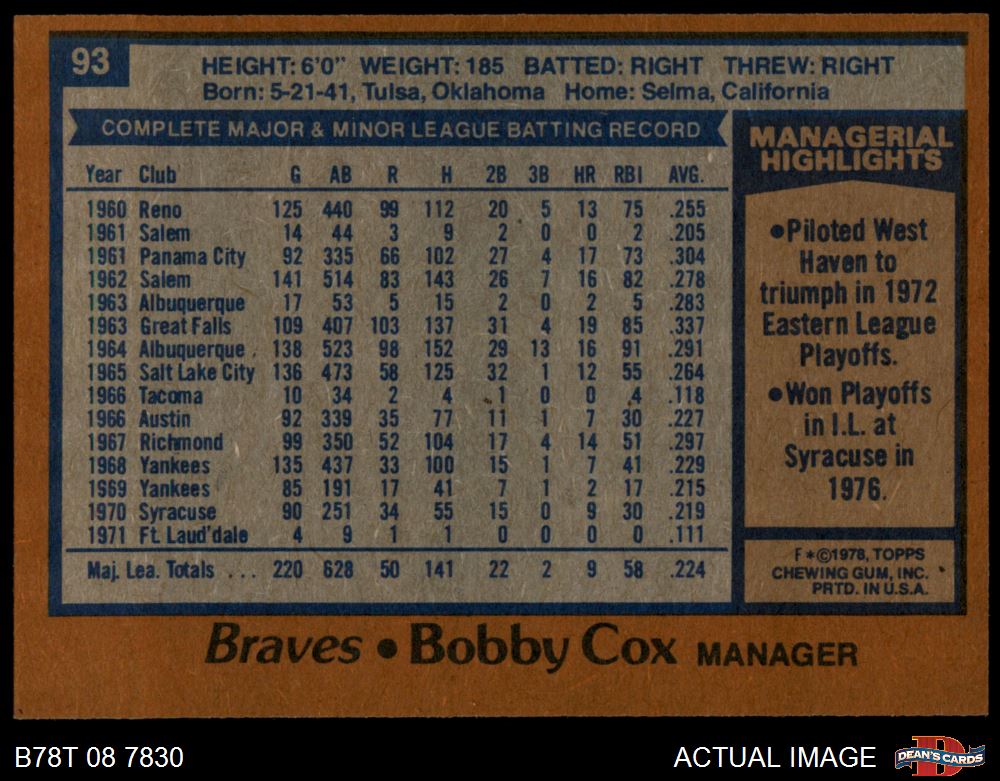 93
HEIGHT: 6'0" WEIGHT: 185 BATTED: RIGHT THREW: RIGHT
Born: 5-21-41, Tulsa, Oklahoma Home: Selma, California
COMPLETE MAJOR & MINOR LEAGUE BATTING RECORD
Year Club G AB R H 2B 3B HR RBI AVG.
1960 Reno 125 440 99 112 20 5 13 75 .255
1961 Salem 14 44 3 9 2 0 0 2 .205
1961 Panama City 92 335 66 102 27 4 17 73 .304
1962 Salem 141 514 83 143 26 7 16 82 .278
1963 Albuquerque 17 53 5 15 2 0 2 5 .283
1963 Great Falls 109 407 103 137 31 4 19 85 .337
1964 Albuquerque . 138 523 98 152 29 13 16 91 .291
1965 Salt Lake City 136 473 58 125 32 1 12 55 .264
1966 Tacoma 10 34 2 4 1 0 0 4 .118
1966 Austin 92 339 35 77 11 1 7 30 .227
1967 Richmond 99 350 52 104 17 4 14 51 .297
1968 Yankees 135 437 33 100 15 1 7 41 .229
1969 Yankees 85 191 17 41 7 1 2 17 .215
1970 Syracuse 90 251 34 55 15 0 9 30 .219
1971 Ft. Laud'dale 4 9 1 1 0 0 0 0 .111
Maj. Lea. Totals ... 220 628 50 141 22 2 9 58 .224
MANAGERIAL
HIGHLIGHTS
●Piloted West
Haven to
triumph in 1972
Eastern League
Playoffs.
●Won Playoffs
in I.L. at
Syracuse in
1976.
F*©1978, TOPPS
CHEWING GUM, INC.
PRTD. IN U.S.A.
Braves • Bobby Cox MANAGER
B78T 08 7830
ACTUAL IMAGE
D
DEAN'S CARDS